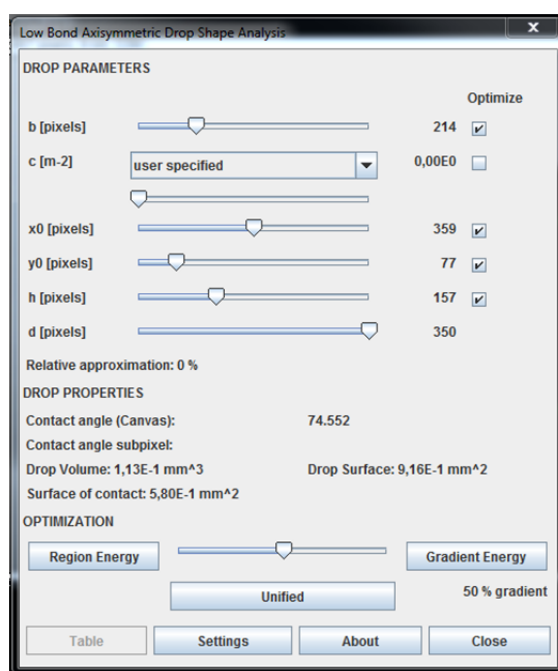 Low Bond Axisymmetric Drop Shape Analysis x
DROP PARAMETERS
Optimize
b [pixels] 214
c [m-2] user specified 0,00E0
x0 [pixels] 359
y0 [pixels] 77
h [pixels] 157
d [pixels] 350
Relative approximation: 0 %
DROP PROPERTIES
Contact angle (Canvas): 74.552
Contact angle subpixel:
Drop Volume: 1,13E-1 mm^3 Drop Surface: 9,16E-1 mm^2
Surface of contact: 5,80E-1 mm^2
OPTIMIZATION
Region Energy Gradient Energy
Unified 50 % gradient
Table Settings About Close